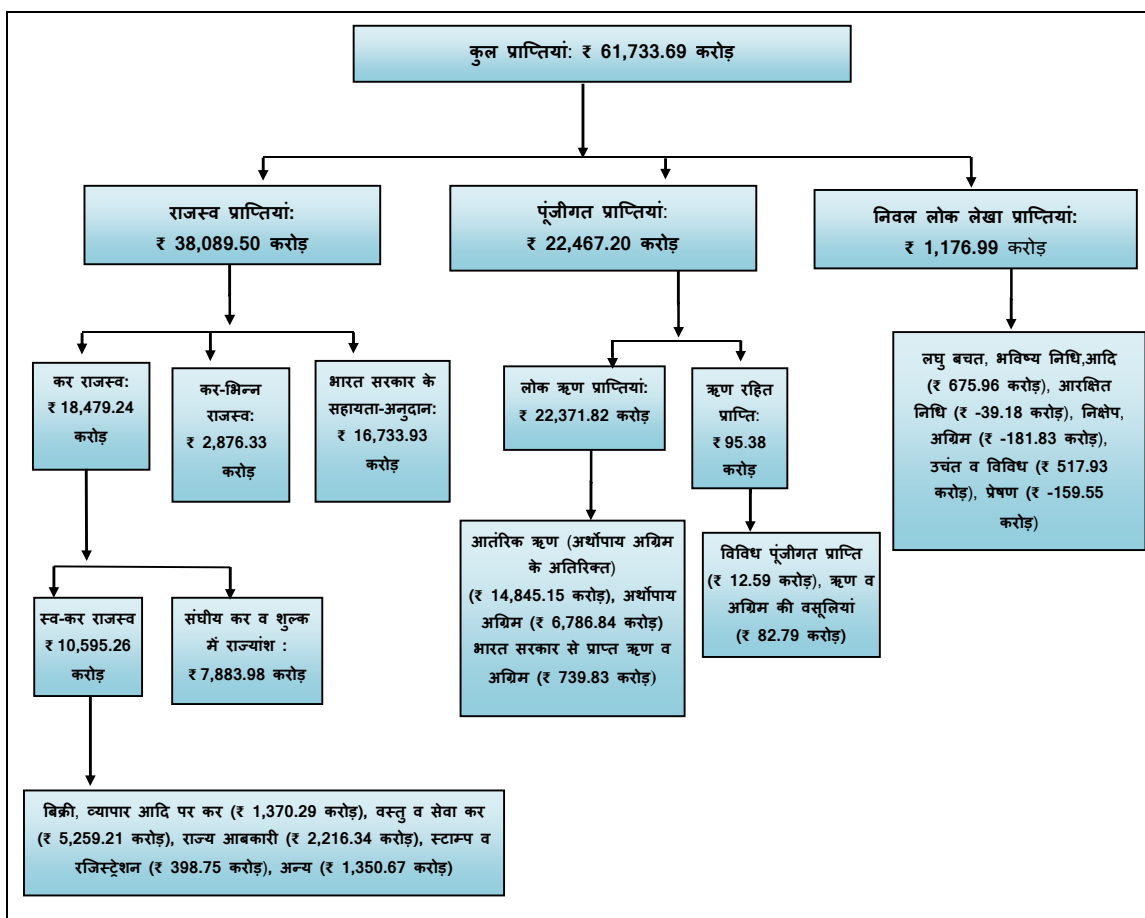 कुल प्राप्तियां: ₹ 61,733.69 करोड़
राजस्व प्राप्तियां:
₹ 38,089.50 करोड़
पूंजीगत प्राप्तियां:
₹ 22,467.20 करोड़
निवल लोक लेखा प्राप्तियां:
₹ 1,176.99 करोड़
कर राजस्व:
₹ 18,479.24
करोड़
कर-भिन्न
राजस्व:
₹ 2,876.33
करोड़
भारत सरकार के
सहायता-अनुदान:
₹ 16,733.93
करोड़
लोक ऋण प्राप्तियां:
₹ 22,371.82 करोड़
ऋण रहित
प्राप्ति:
₹ 95.38
करोड़
लघु बचत, भविष्य निधि,आदि
(₹ 675.96 करोड़), आरक्षित
निधि (₹ -39.18 करोड़), निक्षेप,
अग्रिम (₹ -181.83 करोड़),
उचंत व विविध (₹ 517.93
करोड़), प्रेषण (₹ -159.55
करोड़)
स्व-कर राजस्व
₹ 10,595.26
करोड़
संघीय कर व शुल्क
में राज्यांश :
₹ 7,883.98 करोड़
आतंरिक ऋण (अर्थोपाय अग्रिम
के अतिरिक्त)
(₹ 14,845.15 करोड़), अर्थोपाय
अग्रिम (₹ 6,786.84 करोड़)
भारत सरकार से प्राप्त ऋण व
अग्रिम (₹ 739.83 करोड़)
विविध पूंजीगत प्राप्ति
(₹ 12.59 करोड़), ऋण व
अग्रिम की वसूलियां
(₹ 82.79 करोड़)
बिक्री, व्यापार आदि पर कर (₹ 1,370.29 करोड़), वस्तु व सेवा कर
(₹ 5,259.21 करोड़), राज्य आबकारी (₹ 2,216.34 करोड़), स्टाम्प व
रजिस्ट्रेशन (₹ 398.75 करोड़), अन्य (₹ 1,350.67 करोड़)